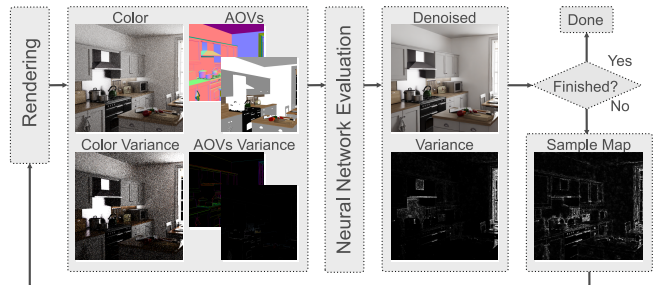 Rendering
Color
AOVs
Color Variance
AOVs Variance
Neural Network Evaluation
Denoised
Variance
Done
Yes
Finished?
No
Sample Map